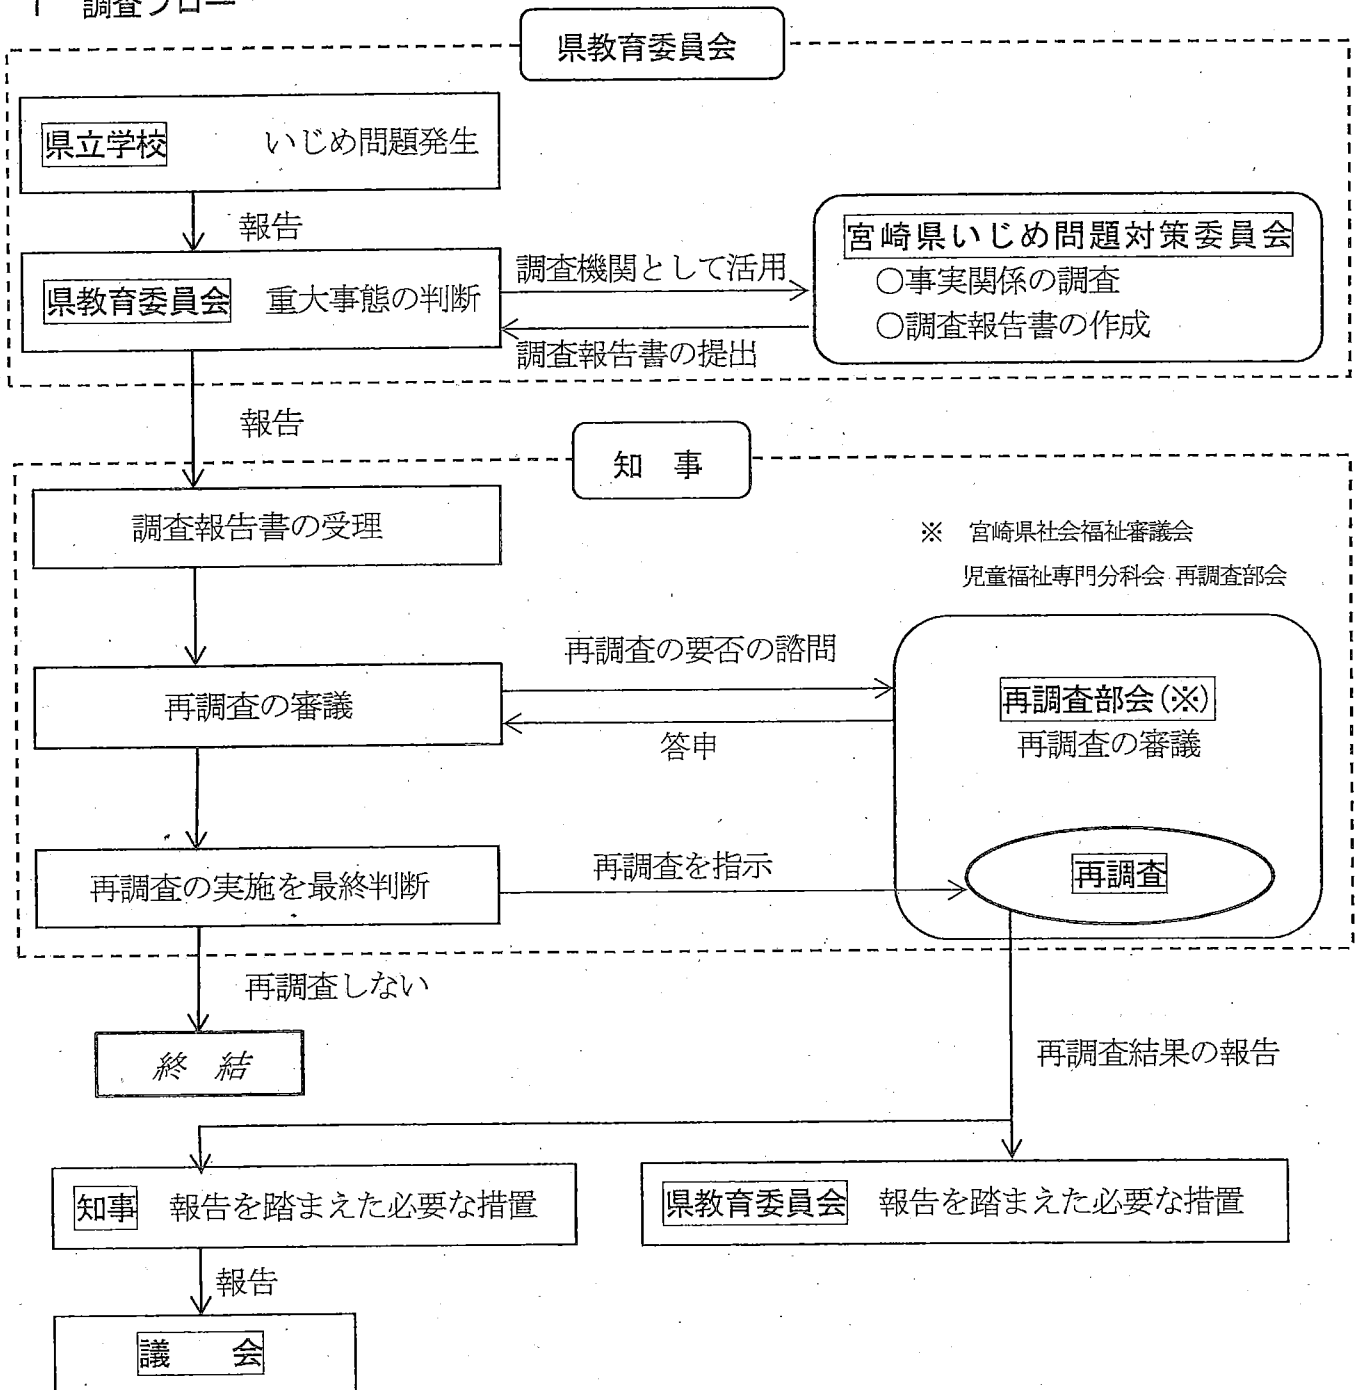 1 調査フロー
県教育委員会
県立学校 いじめ問題発生
報告
県教育委員会 重大事態の判断
調査機関として活用
調査報告書の提出
宮崎県いじめ問題対策委員会
○事実関係の調査
○調査報告書の作成
報告
知 事
調査報告書の受理
※ 宮崎県社会福祉審議会
児童福祉専門分科会 再調査部会
再調査の審議
再調査の要否の諮問
答申
再調査部会(※)
再調査の審議
再調査の実施を最終判断
再調査を指示
再調査
再調査しない
終 結
再調査結果の報告
知事 報告を踏まえた必要な措置
県教育委員会 報告を踏まえた必要な措置
報告
議 会